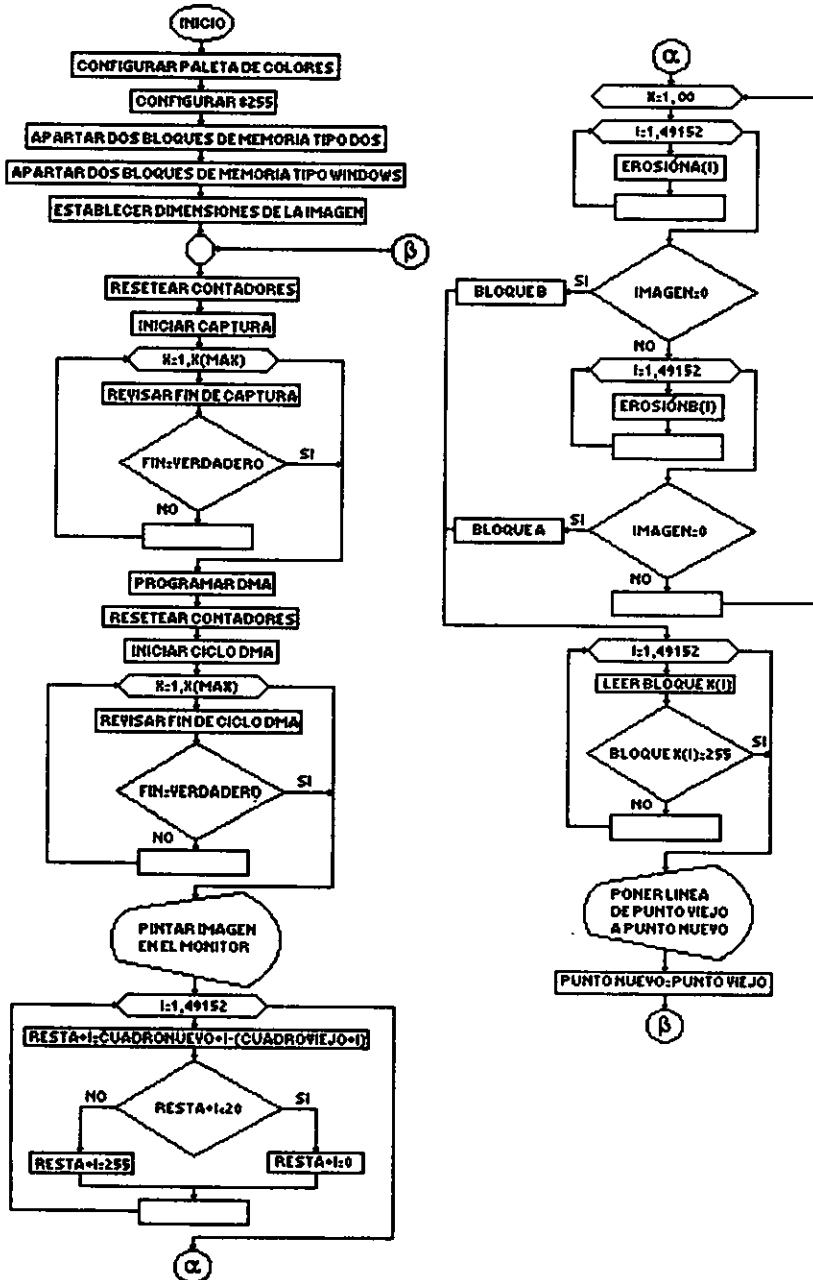 INICIO
CONFIGURAR PALETA DE COLORES
CONFIGURAR 8255
APARTAR DOS BLOQUES DE MEMORIA TIPO DOS
APARTAR DOS BLOQUES DE MEMORIA TIPO WINDOWS
ESTABLECER DIMENSIONES DE LA IMAGEN
β
RESETEAR CONTADORES
INICIAR CAPTURA
X=1,X(MAX)
REVISAR FIN DE CAPTURA
FIN=VERDADERO
SI
NO
PROGRAMAR DMA
RESETEAR CONTADORES
INICIAR CICLO DMA
X=1,X(MAX)
REVISAR FIN DE CICLO DMA
FIN=VERDADERO
SI
NO
PINTAR IMAGEN
EN EL MONITOR
I=1,49152
RESTA+I=CUADRONUEVO+I-(CUADROVIEJO+I)
NO
RESTA+I<20
SI
RESTA+I=255
RESTA+I=0
α
α
X=1,00
I=1,49152
EROSIÓNA(I)
BLOQUE B
SI
IMAGEN=0
NO
I=1,49152
EROSIÓNB(I)
BLOQUE A
SI
IMAGEN=0
NO
I=1,49152
LEER BLOQUE X(I)
BLOQUE X(I)=255
SI
NO
PONER LINEA
DE PUNTO VIEJO
A PUNTO NUEVO
PUNTO NUEVO=PUNTO VIEJO
β